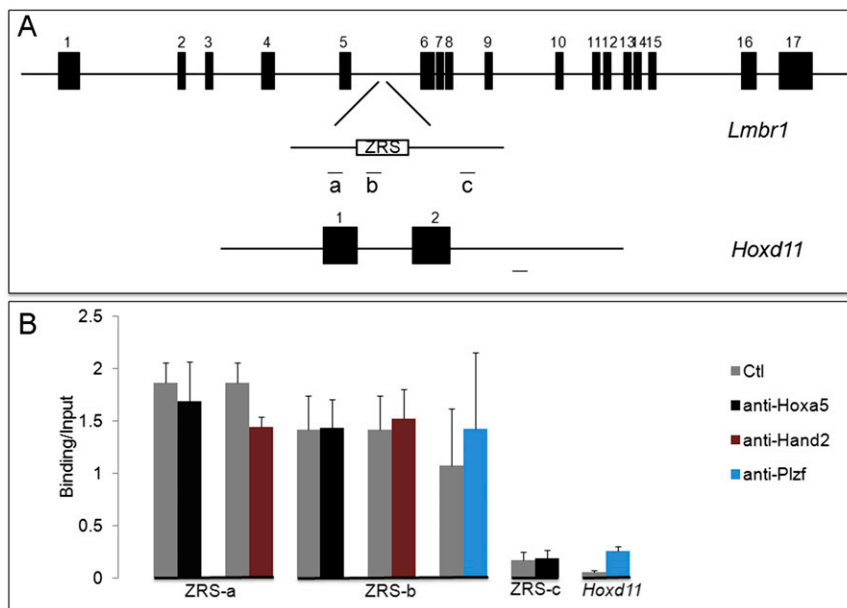 A
1 2 3 4 5 6 7 8 9 10 11 12 13 14 15 16 17
Lmbr1
ZRS
a b c
1 2
Hoxd11
B
Binding/Input
2.5
2
1.5
1
0.5
0
Ctl
anti-Hoxa5
anti-Hand2
anti-Plzf
ZRS-a ZRS-b ZRS-c Hoxd11